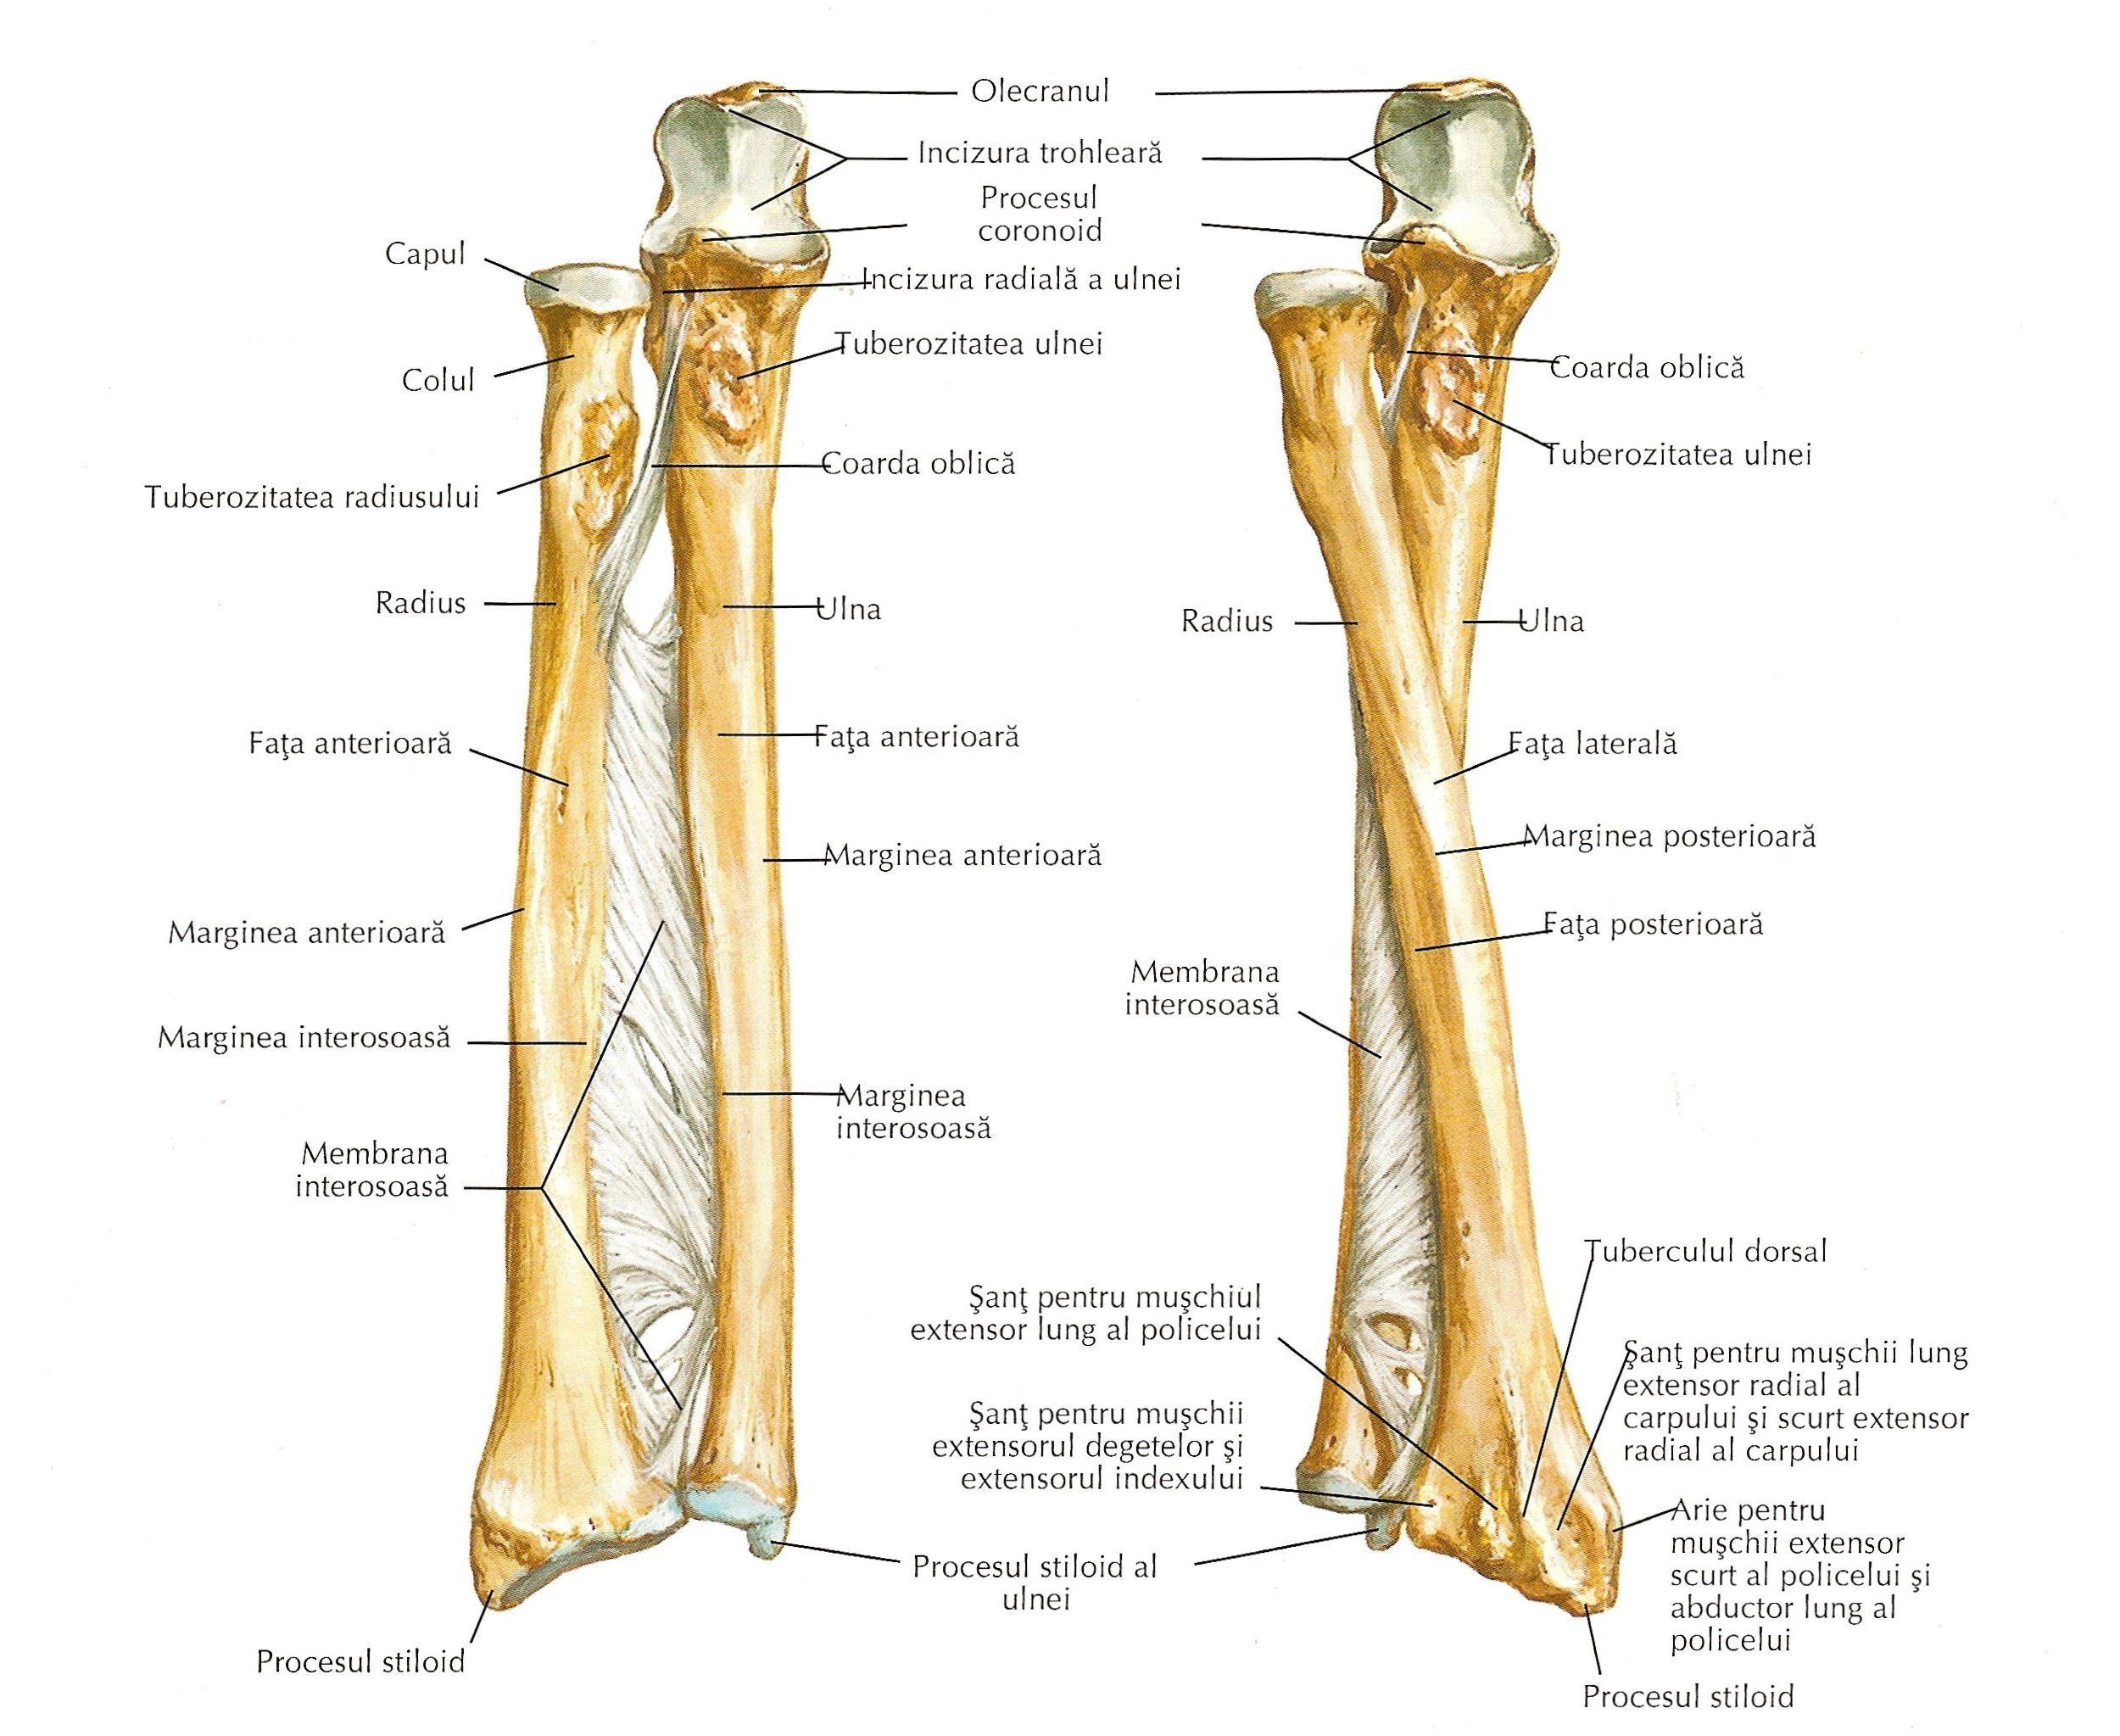 Olecranul
Incizura trohleară
Procesul
coronoid
Capul
Incizura radială a ulnei
Colul
Tuberozitatea ulnei
Tuberozitatea radiusului
Coarda oblică
Radius
Ulna
Faţa anterioară
Faţa anterioară
Marginea anterioară
Marginea anterioară
Marginea interosoasă
Marginea
interosoasă
Membrana
interosoasă
Procesul stiloid
Procesul stiloid al
ulnei
Coarda oblică
Tuberozitatea ulnei
Radius
Ulna
Faţa laterală
Marginea posterioară
Faţa posterioară
Membrana
interosoasă
Tuberculul dorsal
Şanţ pentru muşchiul
extensor lung al policelui
Şanţ pentru muşchii lung
extensor radial al
carpului şi scurt extensor
radial al carpului
Şanţ pentru muşchii
extensorul degetelor şi
extensorul indexului
Arie pentru
muşchii extensor
scurt al policelui şi
abductor lung al
policelui
Procesul stiloid